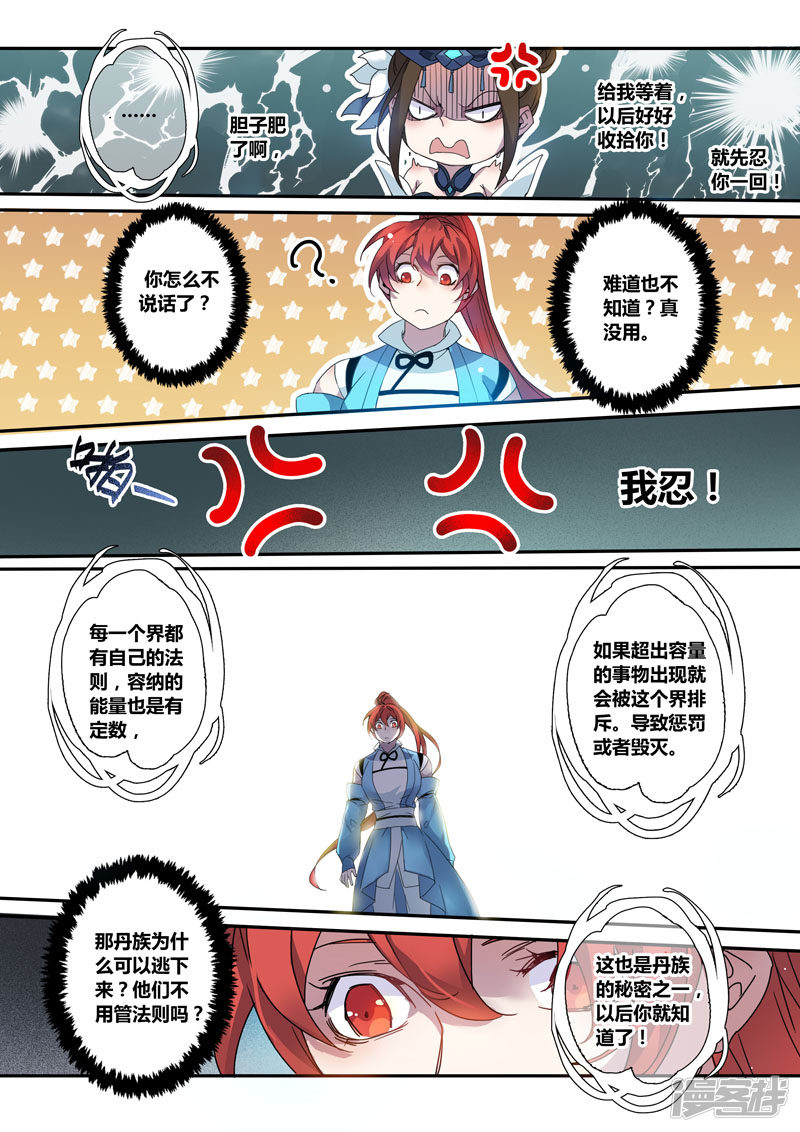 ……
胆子肥
了啊，
给我等着，
以后好好
收拾你！
就先忍
你一回！
你怎么不
说话了？
？
难道也不
知道？真
没用。
啪
我忍！
每一个界都
有自己的法
则，容纳的
能量也是有
定数，
如果超出容量
的事物出现就
会被这个界排
斥。导致惩罚
或者毁灭。
那丹族为什
么可以逃下
来？他们不
用管法则吗？
这也是丹族
的秘密之一，
以后你就知
道了！
漫客栈